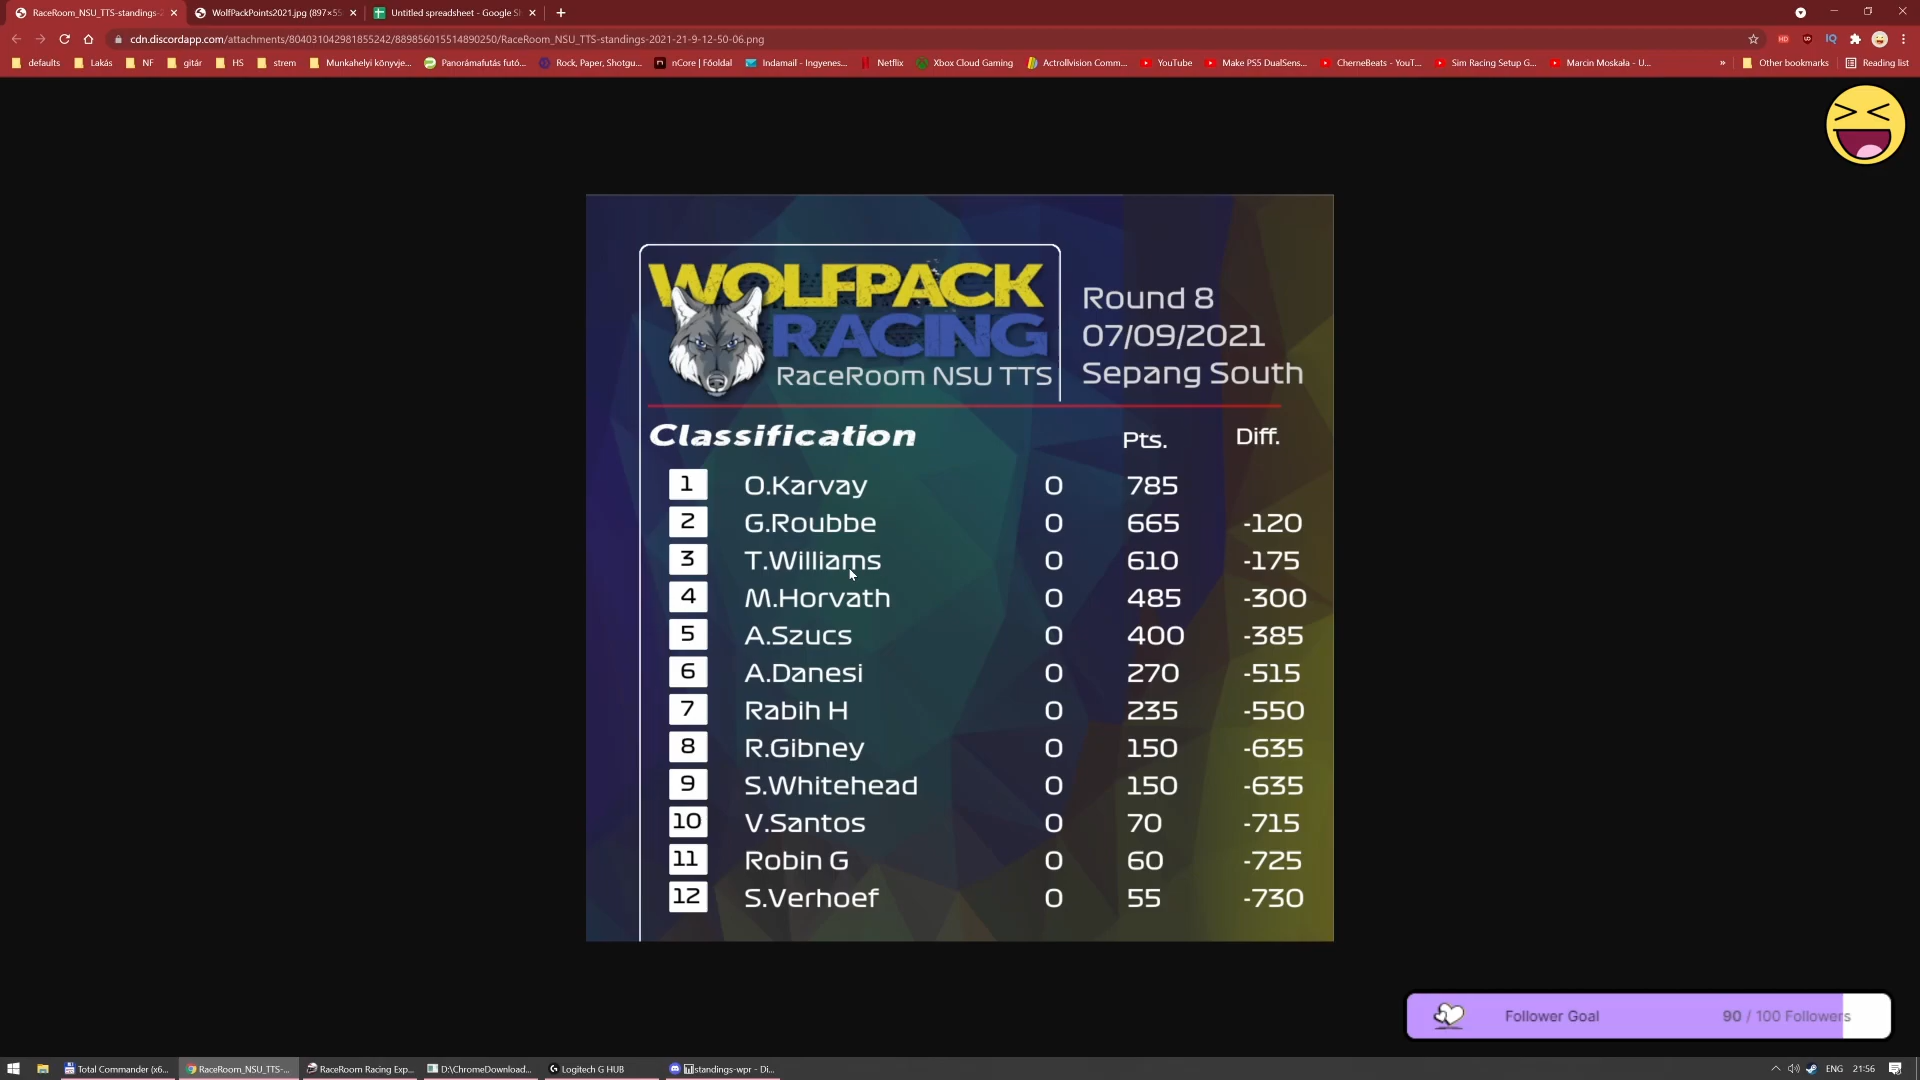 RaceRoom_NSU_TTS-standings-2
WolfPackPoints2021.jpg (897×55
Untitled spreadsheet - Google Sh
cdn.discordapp.com/attachments/804031042981855242/889856015514890250/RaceRoom_NSU_TTS-standings-2021-21-9-12-50-06.png
defaults Lakás NF gitár HS strem Munkahelyi könyvje... Panorámafutás futó... Rock, Paper, Shotgu... nCore | Főoldal Indamail - Ingyenes... Netflix Xbox Cloud Gaming Actrollvision Comm... YouTube Make PS5 DualSens... CherneBeats - YouT... Sim Racing Setup G... Marcin Moskała - U... » Other bookmarks Reading list
WOLFPACK
RACING
RaceRoom NSU TTS
Round 8
07/09/2021
Sepang South
Classification Pts. Diff.
1 O.Karvay 0 785
2 G.Roubbe 0 665 -120
3 T.Williams 0 610 -175
4 M.Horvath 0 485 -300
5 A.Szucs 0 400 -385
6 A.Danesi 0 270 -515
7 Rabih H 0 235 -550
8 R.Gibney 0 150 -635
9 S.Whitehead 0 150 -635
10 V.Santos 0 70 -715
11 Robin G 0 60 -725
12 S.Verhoef 0 55 -730
Follower Goal 90 / 100 Followers
Total Commander (x6... RaceRoom_NSU_TTS-... RaceRoom Racing Exp... D:\ChromeDownload... Logitech G HUB standings-wpr - Di... ENG 21:56